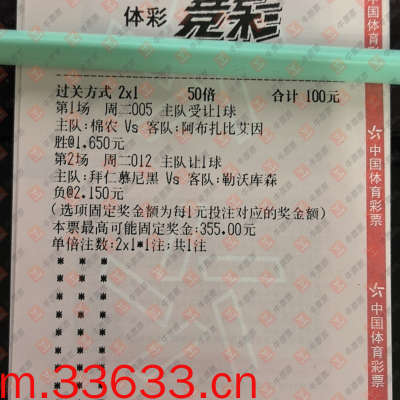 体彩 竞彩
过关方式 2x1 50倍 合计 100元
第1场 周二005 主队受让1球
主队:棉农 Vs 客队:阿布扎比艾因
胜@1.650元
第2场 周二012 主队让1球
主队:拜仁慕尼黑 Vs 客队:勒沃库森
负@2.150元
(选项固定奖金额为每1元投注对应的奖金额)
本票最高可能固定奖金:355.00元
单倍注数:2x1*1注;共1注
* * *
* * *
* * *
* * *
* * *
* * *
* * *
* * *
中国体育彩票
中国体育彩票
中国体育彩票
m.33633.cn